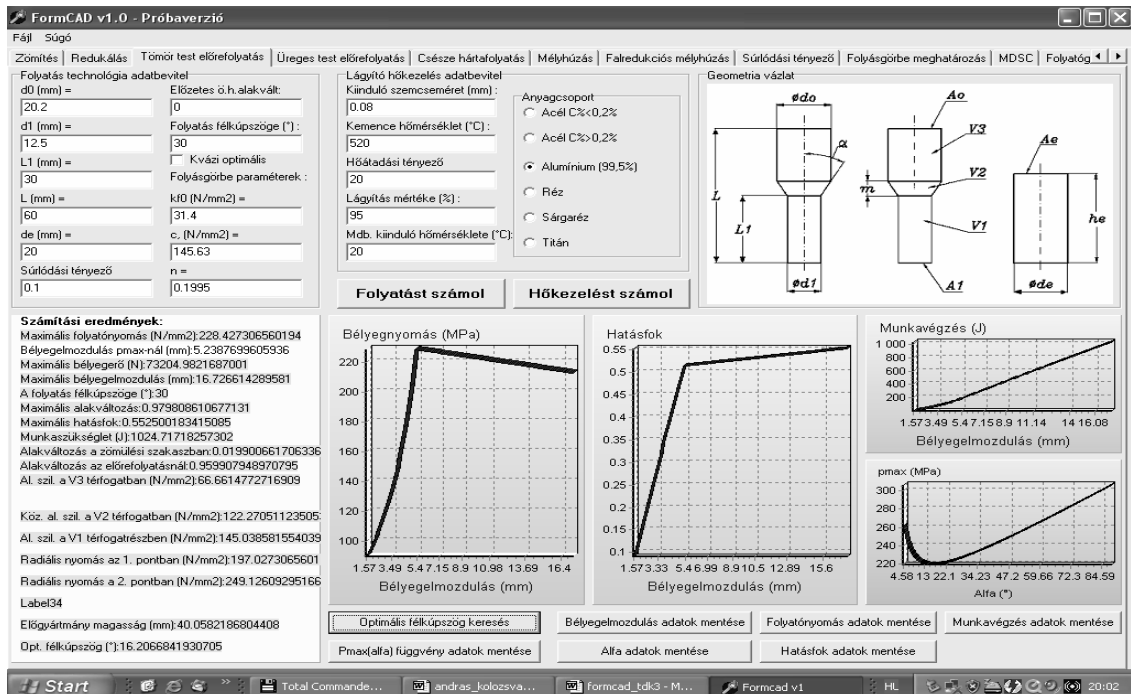 FormCAD v1.0 - Próbaverzió
Fájl Súgó
Zömítés Redukálás Tömör test előrefolyatás Üreges test előrefolyatás Csésze hátrafolyatás Mélyhúzás Falredukciós mélyhúzás Súrlódási tényező Folyásgörbe meghatározás MDSC Folyatóg
Folyatás technológia adatbevitel
d0 (mm) = Előzetes ö.h.alakvált:
20.2 0
d1 (mm) = Folyatás félkúpszöge (°) :
12.5 30
L1 (mm) = Kvázi optimális
30 Folyásgörbe paraméterek :
L (mm) = kf0 (N/mm2) =
60 31.4
de (mm) = c, (N/mm2) =
20 145.63
Súrlódási tényező n =
0.1 0.1995
Lágyító hőkezelés adatbevitel
Kiinduló szemcseméret (mm) :
0.08
Kemence hőmérséklet (°C) :
520
Hőátadási tényező
20
Lágyítás mértéke (%) :
95
Mdb. kiinduló hőmérséklete (°C):
20
Anyagcsoport
Acél C%<0,2%
Acél C%>0,2%
Alumínium (99,5%)
Réz
Sárgaréz
Titán
Folyatást számol Hőkezelést számol
Geometria vázlat
ødo Ao
α V3 Ae
V2
L m
L1 V1 he
ød1 A1 øde
Számítási eredmények:
Maximális folyatónyomás (N/mm2):228.427306560194
Bélyegelmozdulás pmax-nál (mm):5.2387699605936
Maximális bélyegerő (N):73204.9821687001
Maximális bélyegelmozdulás (mm):16.726614289581
A folyatás félkúpszöge (°):30
Maximális alakváltozás:0.979808610677131
Maximális hatásfok:0.552500183415085
Munkaszükséglet (J):1024.71718257302
Alakváltozás a zömülési szakaszban:0.019900661706336
Alakváltozás az előrefolyatásnál:0.959907948970795
Al. szil. a V3 térfogatban (N/mm2):66.6614772716909
Köz. al. szil. a V2 térfogatban (N/mm2):122.27051123505
Al. szil. a V1 térfogatrészben (N/mm2):145.038581554039
Radiális nyomás az 1. pontban (N/mm2):197.0273065601
Radiális nyomás a 2. pontban (N/mm2):249.12609295166
Label34
Előgyártmány magasság (mm):40.0582186804408
Opt. félkúpszög (°):16.2066841930705
Bélyegnyomás (MPa)
220
200
180
160
140
120
100
1.57 3.49 5.4 7.15 8.9 10.5 12.89 16.4
Bélyegelmozdulás (mm)
Hatásfok
0.55
0.5
0.45
0.4
0.35
0.3
0.25
0.2
0.15
0.1
1.57 3.33 5.4 6.99 8.9 10.5 12.89 15.6
Bélyegelmozdulás (mm)
Munkavégzés (J)
1 000
800
600
400
200
1.57 3.49 5.4 7.15 8.9 11.14 14 16.08
Bélyegelmozdulás (mm)
pmax (MPa)
300
280
260
240
220
4.58 13 22.1 34.23 47.2 59.66 72.3 84.59
Alfa (°)
Optimális félkúpszög keresés Bélyegelmozdulás adatok mentése Folyatónyomás adatok mentése Munkavégzés adatok mentése
Pmax(alfa) függvény adatok mentése Alfa adatok mentése Hatásfok adatok mentése
Start Total Commande... andras_kolozsva... formcad_tdk3 - M... Formcad v1 HL 20:02